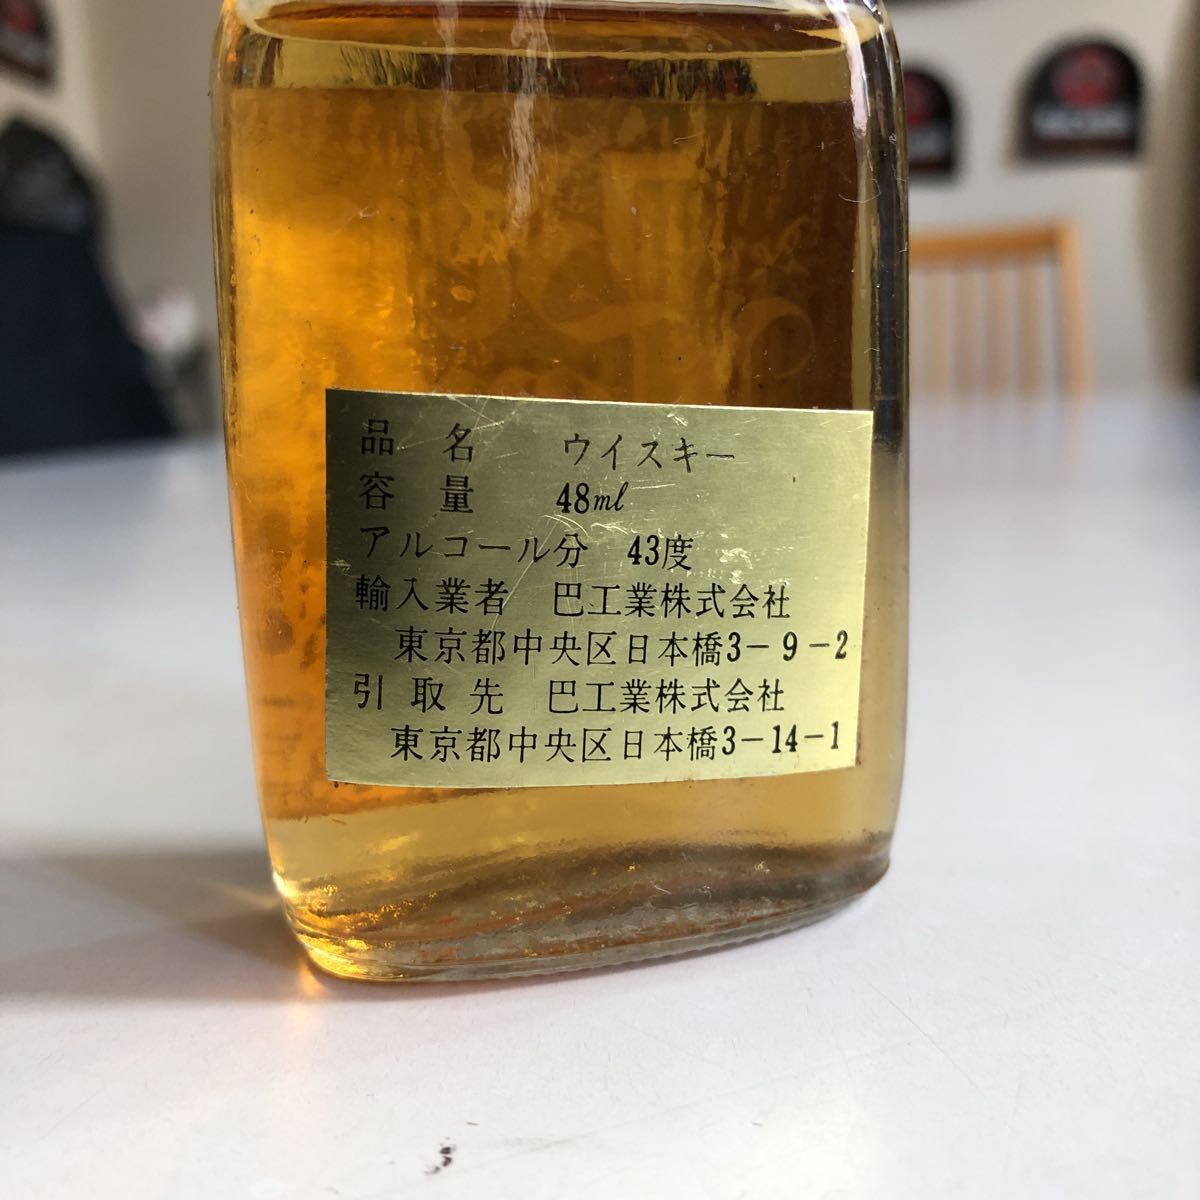 品名 ウイスキー
容量 48ml
アルコール分 43度
輸入業者 巴工業株式会社
東京都中央区日本橋3-9-2
引取先 巴工業株式会社
東京都中央区日本橋3-14-1